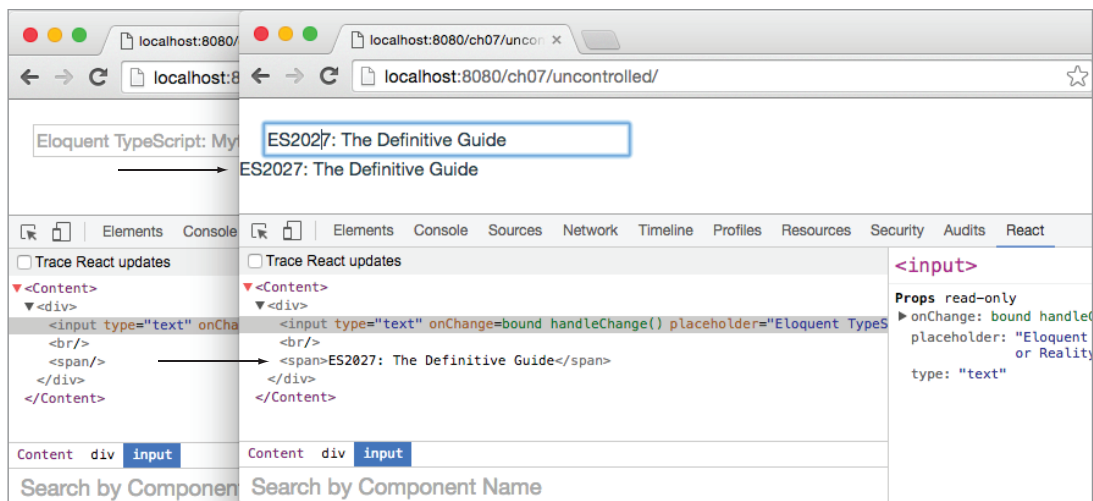 localhost:8080/
localhost:8
Eloquent TypeScript: My
Elements Console
Trace React updates
<Content>
<div>
<input type="text" onCha
<br/>
<span/>
</div>
</Content>
Content div input
Search by Componen
localhost:8080/ch07/uncon ×
localhost:8080/ch07/uncontrolled/
ES2027: The Definitive Guide
ES2027: The Definitive Guide
Elements Console Sources Network Timeline Profiles Resources Security Audits React
Trace React updates
<Content>
<div>
<input type="text" onChange=bound handleChange() placeholder="Eloquent TypeS
<br/>
<span>ES2027: The Definitive Guide</span>
</div>
</Content>
Content div input
Search by Component Name
<input>
Props read-only
onChange: bound handleC
placeholder: "Eloquent
or Reality
type: "text"